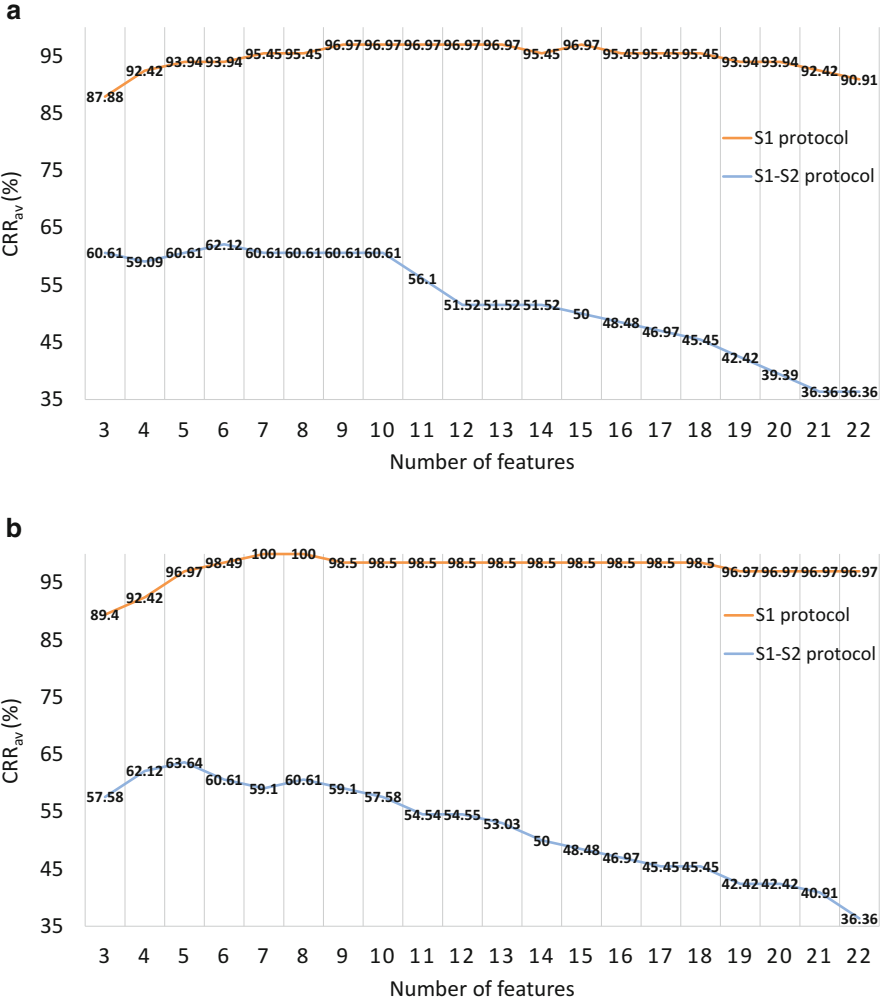 a
95
85
75
65
55
45
35
CRRav (%)
87.88 92.42 93.94 93.94 95.45 95.45 96.97 96.97 96.97 96.97 96.97 95.45 96.97 95.45 95.45 95.45 93.94 93.94 92.42 90.91
S1 protocol
S1-S2 protocol
60.61 59.09 60.61 62.12 60.61 60.61 60.61 60.61 56.1 51.52 51.52 51.52 50 48.48 46.97 45.45 42.42 39.39 36.36 36.36
3 4 5 6 7 8 9 10 11 12 13 14 15 16 17 18 19 20 21 22
Number of features
b
95
85
75
65
55
45
35
CRRav (%)
89.4 92.42 96.97 98.49 100 100 98.5 98.5 98.5 98.5 98.5 98.5 98.5 98.5 98.5 98.5 96.97 96.97 96.97 96.97
S1 protocol
S1-S2 protocol
57.58 62.12 63.64 60.61 59.1 60.61 59.1 57.58 54.54 54.55 53.03 50 48.48 46.97 45.45 45.45 42.42 42.42 40.91 36.36
3 4 5 6 7 8 9 10 11 12 13 14 15 16 17 18 19 20 21 22
Number of features